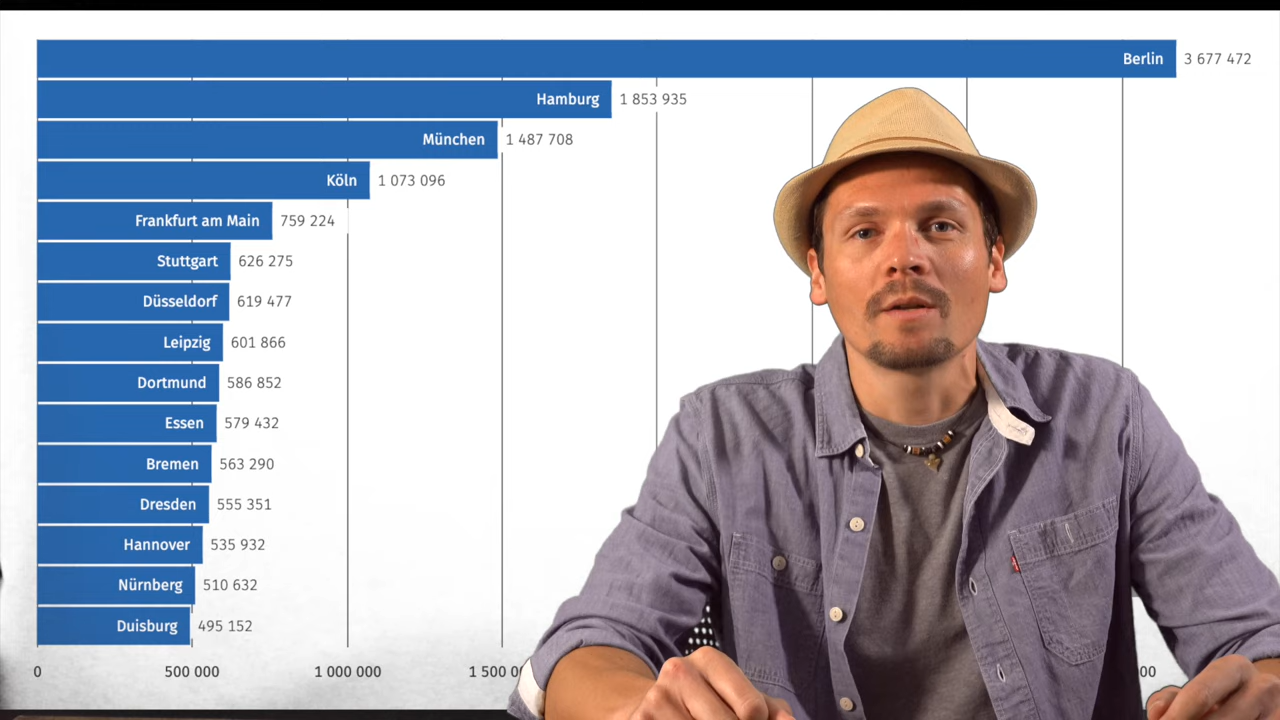 Berlin 3 677 472
Hamburg 1 853 935
München 1 487 708
Köln 1 073 096
Frankfurt am Main 759 224
Stuttgart 626 275
Düsseldorf 619 477
Leipzig 601 866
Dortmund 586 852
Essen 579 432
Bremen 563 290
Dresden 555 351
Hannover 535 932
Nürnberg 510 632
Duisburg 495 152
0 500 000 1 000 000